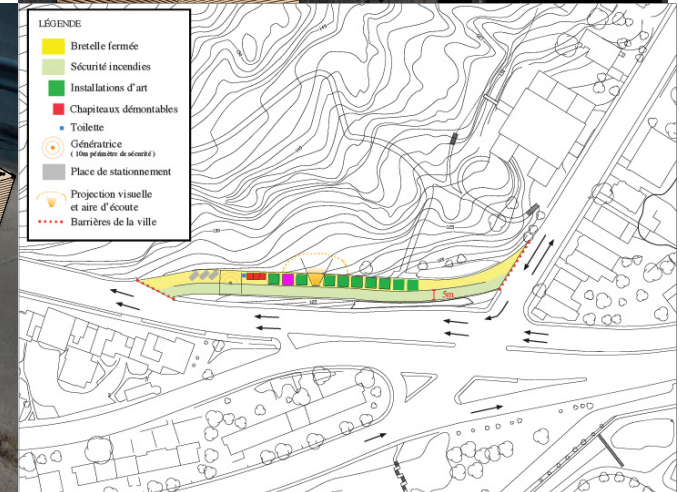 LÉGENDE
Bretelle fermée
Sécurité incendies
Installations d'art
Chapiteaux démontables
Toilette
Génératrice
( 10m périmètre de sécurité )
Place de stationnement
Projection visuelle
et aire d'écoute
Barrières de la ville
5m